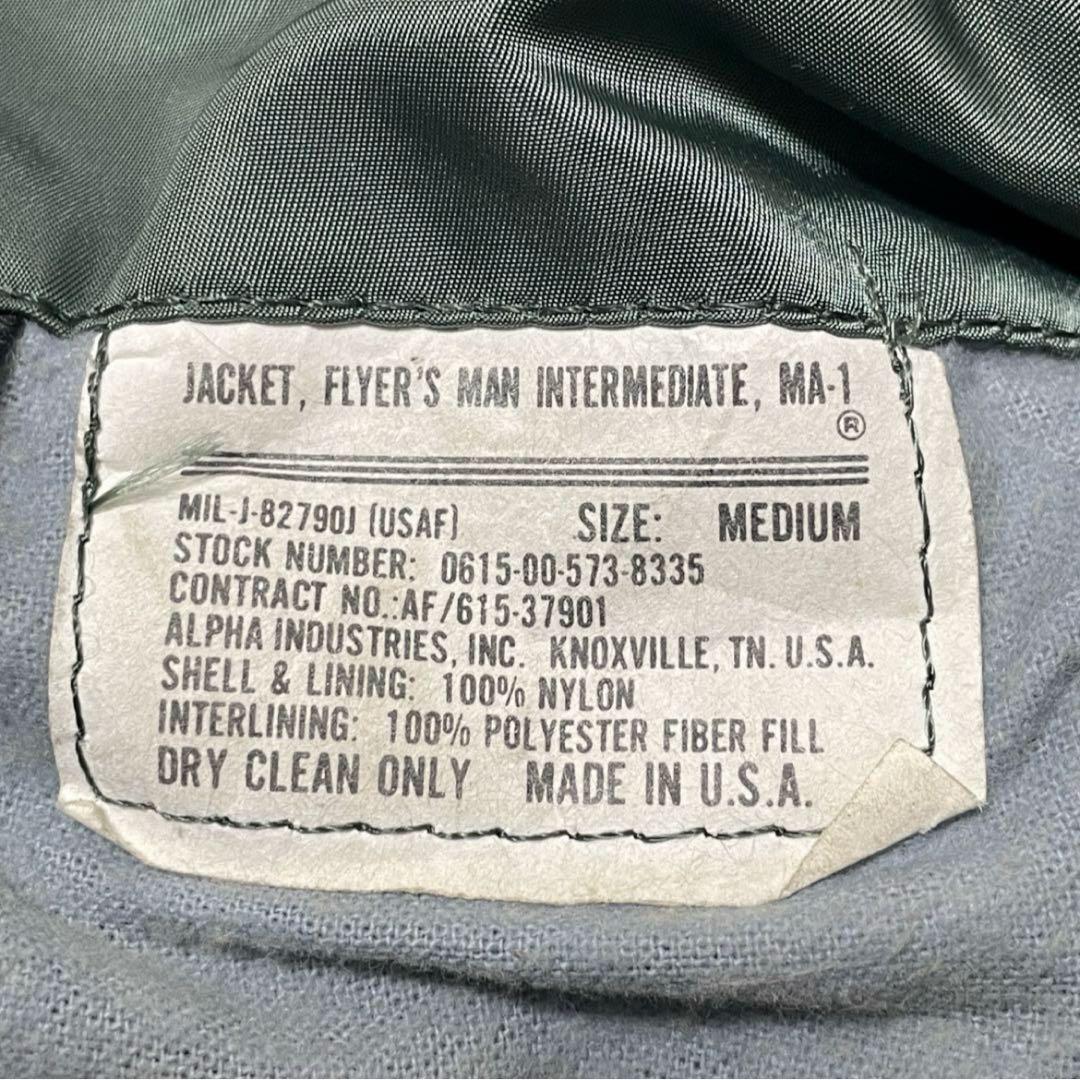 JACKET, FLYER'S MAN INTERMEDIATE, MA-1
®
MIL-J-82790J (USAF) SIZE: MEDIUM
STOCK NUMBER: 0615-00-573-8335
CONTRACT NO.:AF/615-37901
ALPHA INDUSTRIES, INC. KNOXVILLE, TN. U.S.A.
SHELL & LINING: 100% NYLON
INTERLINING: 100% POLYESTER FIBER FILL
DRY CLEAN ONLY MADE IN U.S.A.